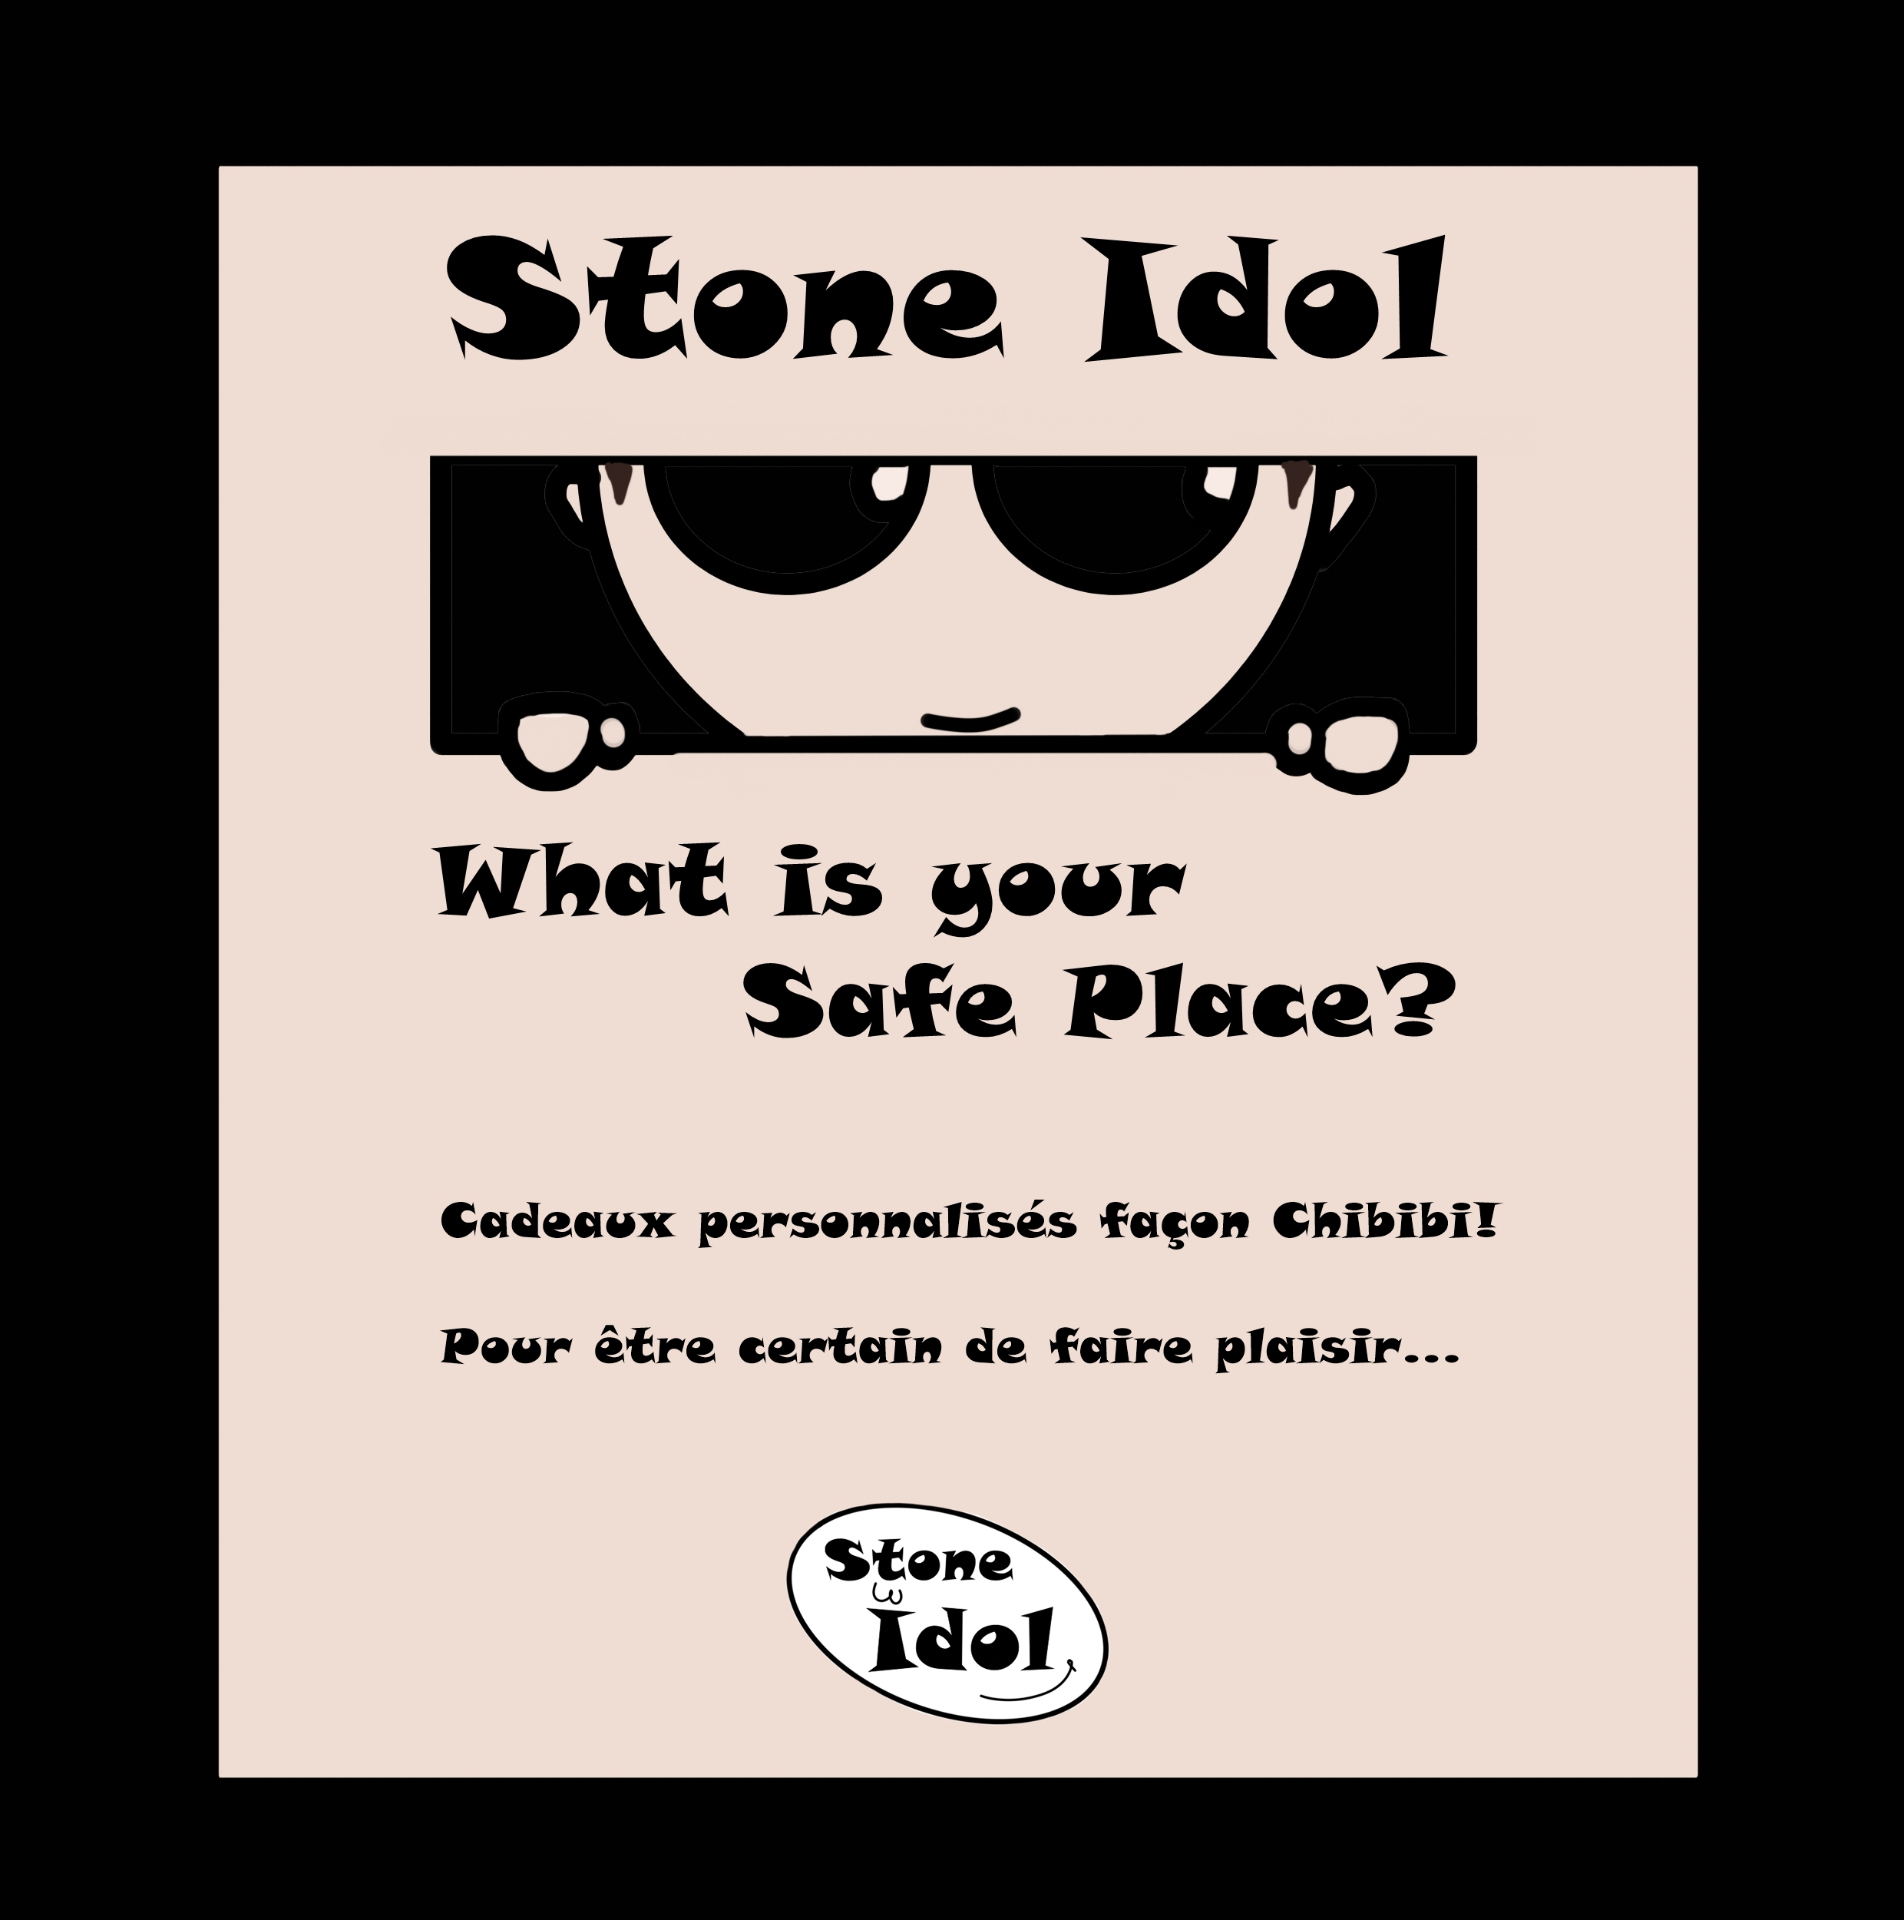 Stone Idol
What is your
Safe Place?
Cadeaux personnalisés façon Chibibi!
Pour être certain de faire plaisir...
Stone
Idol